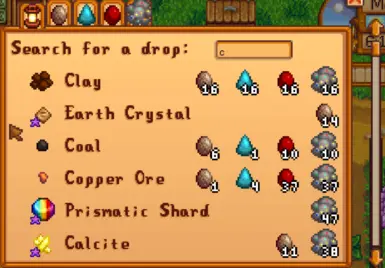 M
Search for a drop: c
Clay 16 16 16 16
Earth Crystal 14
Coal 6 1 10 10
Copper Ore 1 4 37 37
Prismatic Shard 47
Calcite 11 38